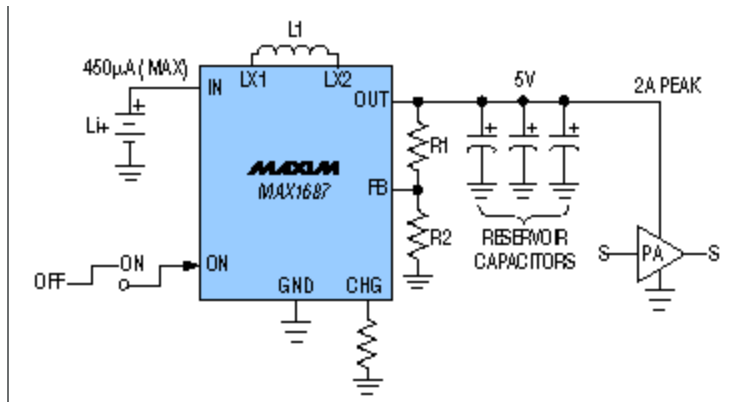 L1
450µA (MAX)
LX1 LX2
IN
OUT
5V
2A PEAK
Li+
R1
MAXIM
MAX1687
FB
R2
RESERVOIR
CAPACITORS
S PA S
OFF ON
ON
GND CHG